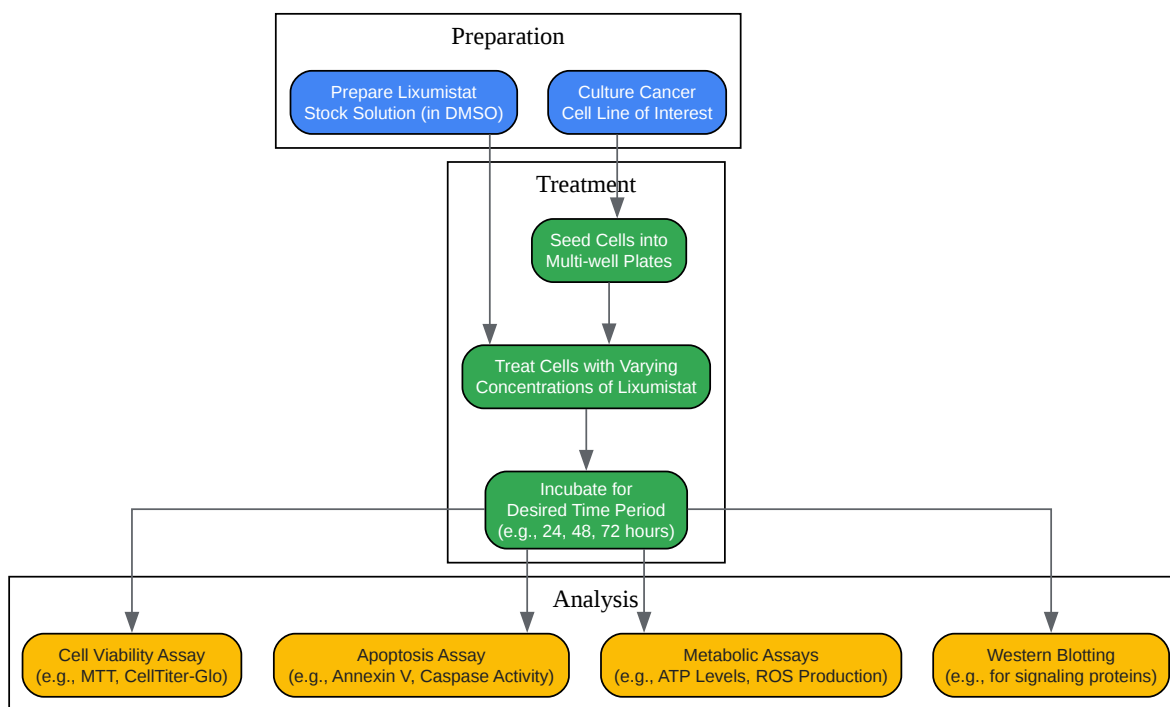 Preparation
Prepare Lixumistat
Stock Solution (in DMSO)
Culture Cancer
Cell Line of Interest
Treatment
Seed Cells into
Multi-well Plates
Treat Cells with Varying
Concentrations of Lixumistat
Incubate for
Desired Time Period
(e.g., 24, 48, 72 hours)
Analysis
Cell Viability Assay
(e.g., MTT, CellTiter-Glo)
Apoptosis Assay
(e.g., Annexin V, Caspase Activity)
Metabolic Assays
(e.g., ATP Levels, ROS Production)
Western Blotting
(e.g., for signaling proteins)